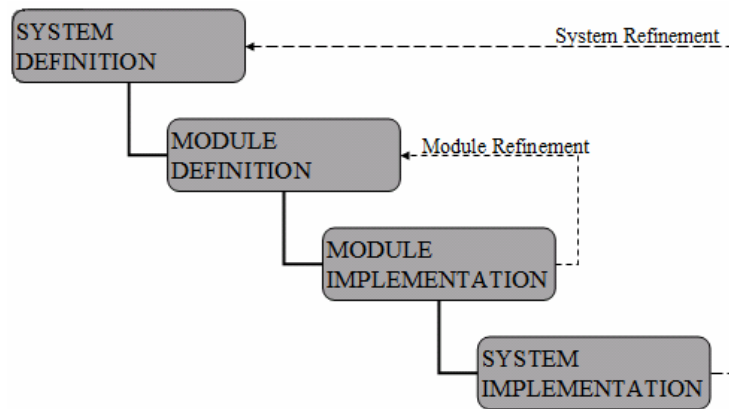 SYSTEM
DEFINITION
System Refinement
MODULE
DEFINITION
Module Refinement
MODULE
IMPLEMENTATION
SYSTEM
IMPLEMENTATION